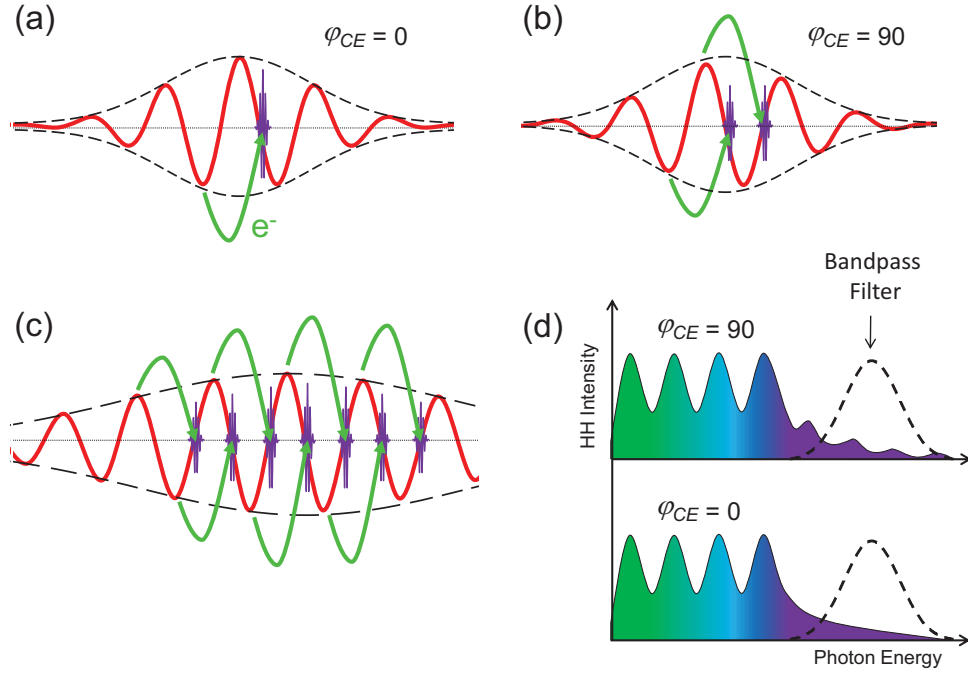 (a)
φCE = 0
e-
(b)
φCE = 90
(c)
(d)
Bandpass
Filter
φCE = 90
HH Intensity
φCE = 0
Photon Energy